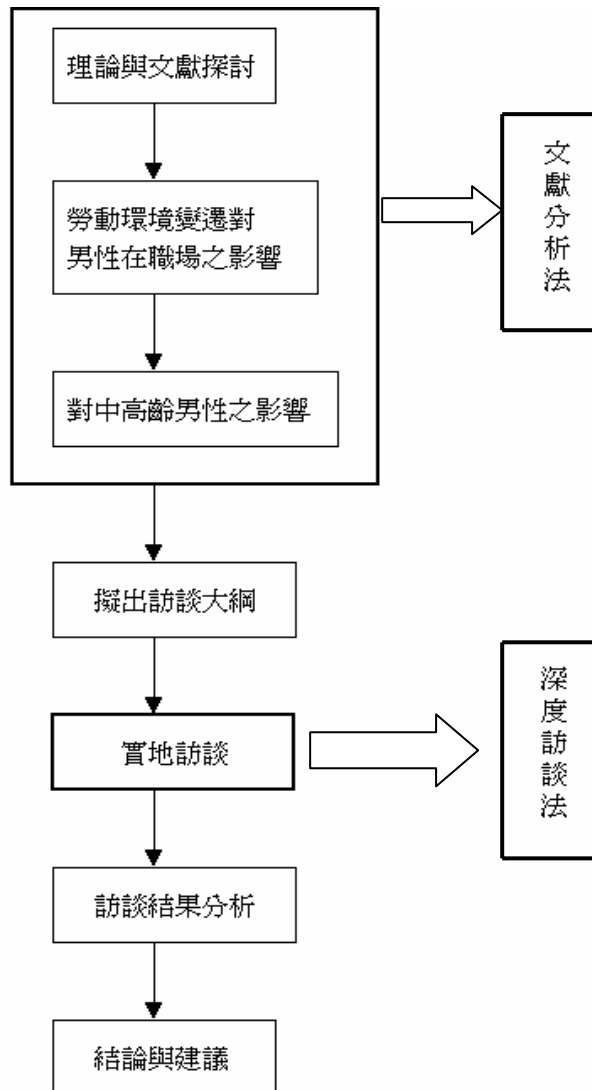 理論與文獻探討
勞動環境變遷對
男性在職場之影響
對中高齡男性之影響
文獻分析法
擬出訪談大綱
實地訪談
深度訪談法
訪談結果分析
結論與建議